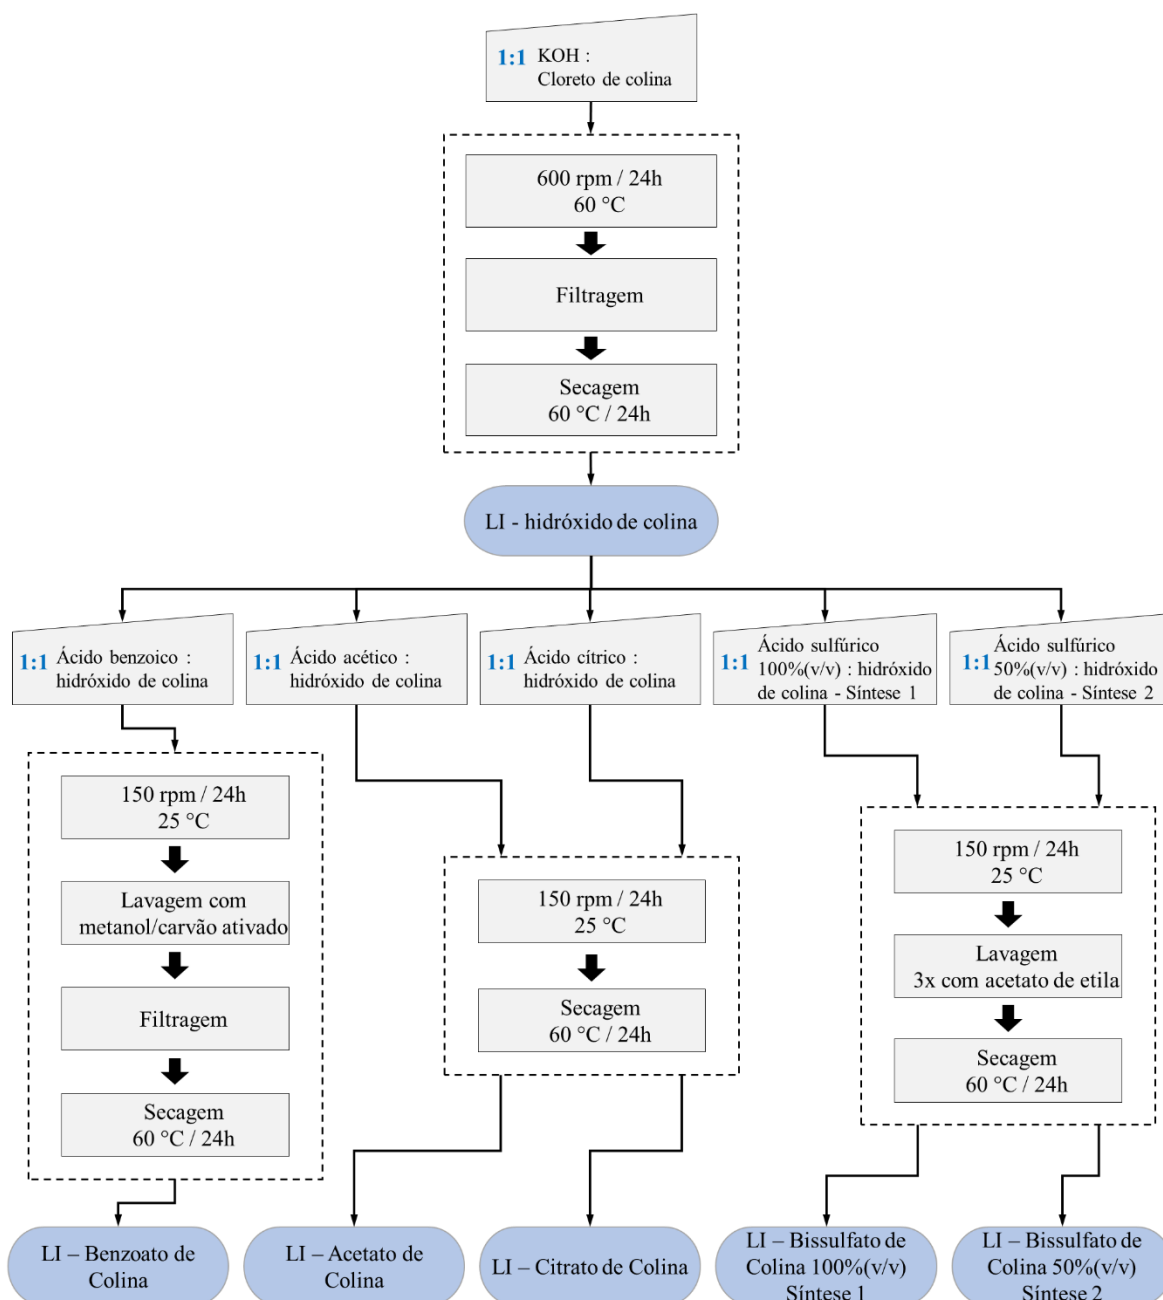 1:1 KOH :
Cloreto de colina
600 rpm / 24h
60 °C
Filtragem
Secagem
60 °C / 24h
LI - hidróxido de colina
1:1 Ácido benzoico :
hidróxido de colina
1:1 Ácido acético :
hidróxido de colina
1:1 Ácido cítrico :
hidróxido de colina
1:1 Ácido sulfúrico
100%(v/v) : hidróxido
de colina - Síntese 1
1:1 Ácido sulfúrico
50%(v/v) : hidróxido
de colina - Síntese 2
150 rpm / 24h
25 °C
Lavagem com
metanol/carvão ativado
Filtragem
Secagem
60 °C / 24h
150 rpm / 24h
25 °C
Secagem
60 °C / 24h
150 rpm / 24h
25 °C
Lavagem
3x com acetato de etila
Secagem
60 °C / 24h
LI – Benzoato de
Colina
LI – Acetato de
Colina
LI – Citrato de Colina
LI – Bissulfato de
Colina 100%(v/v)
Síntese 1
LI – Bissulfato de
Colina 50%(v/v)
Síntese 2